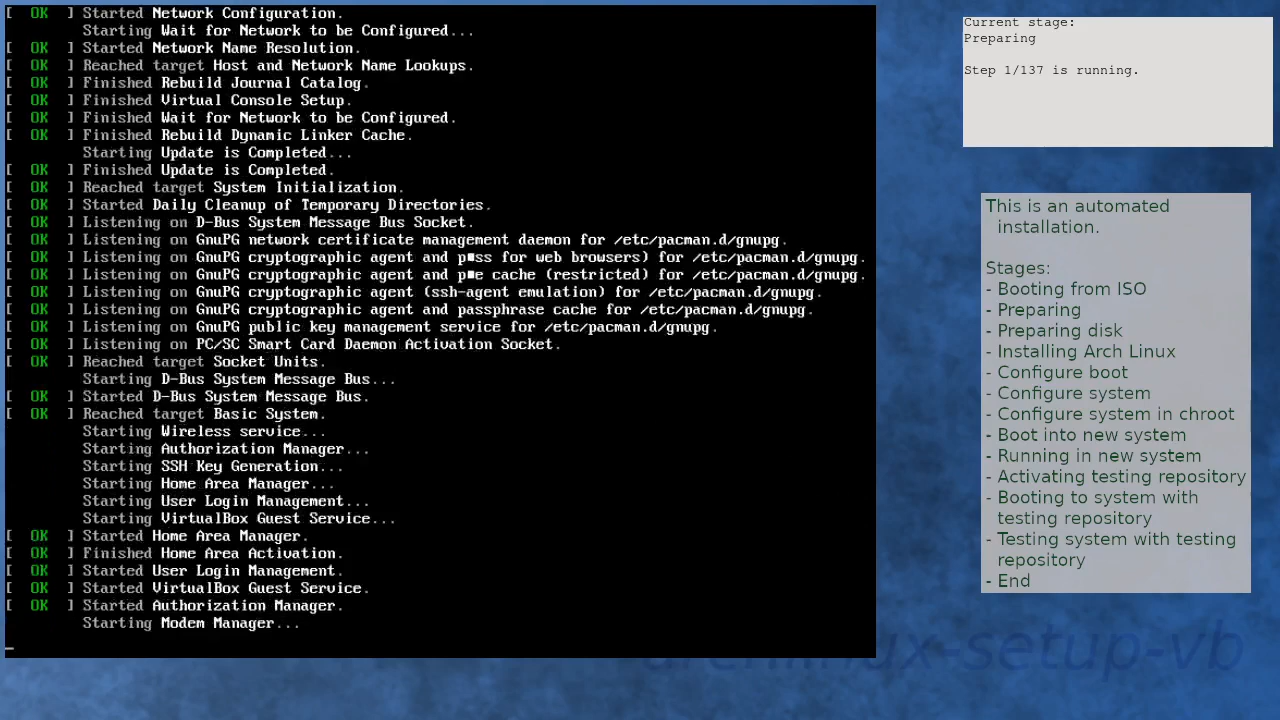 [  OK  ] Started Network Configuration.
Starting Wait for Network to be Configured...
[  OK  ] Started Network Name Resolution.
[  OK  ] Reached target Host and Network Name Lookups.
[  OK  ] Finished Rebuild Journal Catalog.
[  OK  ] Finished Virtual Console Setup.
[  OK  ] Finished Wait for Network to be Configured.
[  OK  ] Finished Rebuild Dynamic Linker Cache.
Starting Update is Completed...
[  OK  ] Finished Update is Completed.
[  OK  ] Reached target System Initialization.
[  OK  ] Started Daily Cleanup of Temporary Directories.
[  OK  ] Listening on D-Bus System Message Bus Socket.
[  OK  ] Listening on GnuPG network certificate management daemon for /etc/pacman.d/gnupg.
[  OK  ] Listening on GnuPG cryptographic agent and p■ss for web browsers) for /etc/pacman.d/gnupg.
[  OK  ] Listening on GnuPG cryptographic agent and p■e cache (restricted) for /etc/pacman.d/gnupg.
[  OK  ] Listening on GnuPG cryptographic agent (ssh-agent emulation) for /etc/pacman.d/gnupg.
[  OK  ] Listening on GnuPG cryptographic agent and passphrase cache for /etc/pacman.d/gnupg.
[  OK  ] Listening on GnuPG public key management service for /etc/pacman.d/gnupg.
[  OK  ] Listening on PC/SC Smart Card Daemon Activation Socket.
[  OK  ] Reached target Socket Units.
Starting D-Bus System Message Bus...
[  OK  ] Started D-Bus System Message Bus.
[  OK  ] Reached target Basic System.
Starting Wireless service...
Starting Authorization Manager...
Starting SSH Key Generation...
Starting Home Area Manager...
Starting User Login Management...
Starting VirtualBox Guest Service...
[  OK  ] Started Home Area Manager.
[  OK  ] Finished Home Area Activation.
[  OK  ] Started User Login Management.
[  OK  ] Started VirtualBox Guest Service.
[  OK  ] Started Authorization Manager.
Starting Modem Manager...
Current stage:
Preparing
Step 1/137 is running.
This is an automated
installation.
Stages:
- Booting from ISO
- Preparing
- Preparing disk
- Installing Arch Linux
- Configure boot
- Configure system
- Configure system in chroot
- Boot into new system
- Running in new system
- Activating testing repository
- Booting to system with
testing repository
- Testing system with testing
repository
- End
archlinux-setup-vb